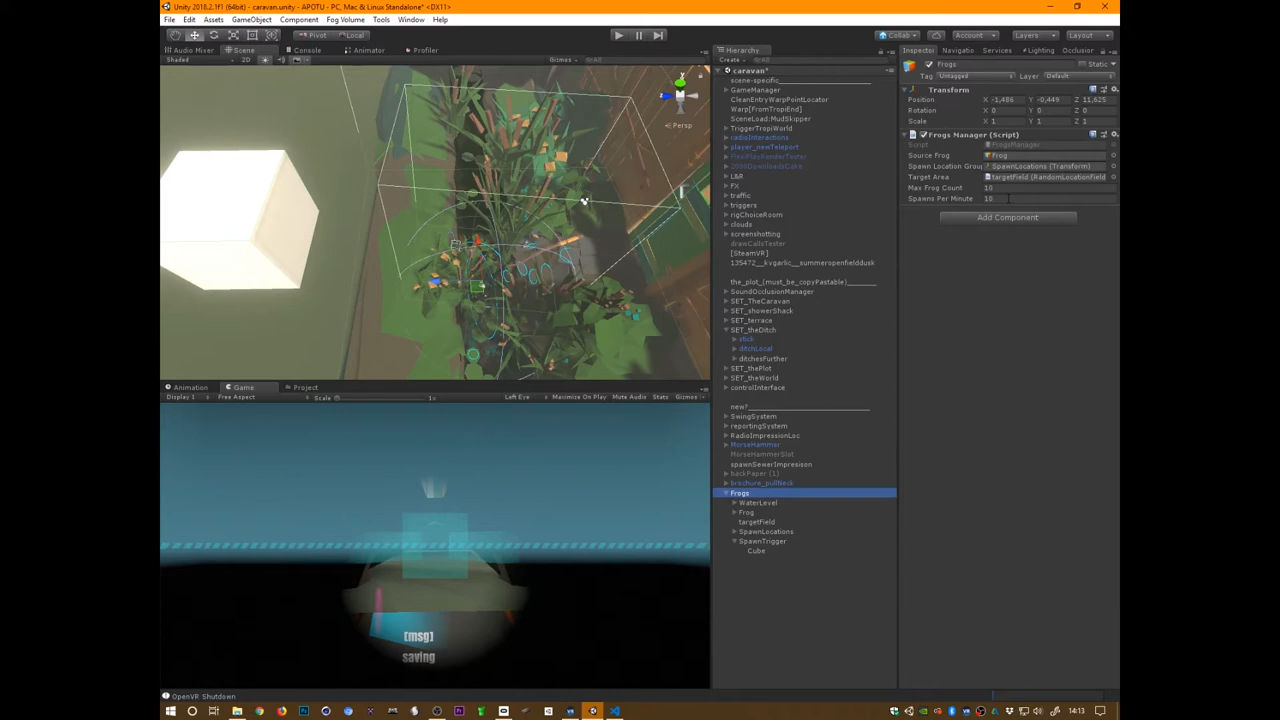 Unity 2018.2.1f1 (64bit) - caravan.unity - APOTU - PC, Mac & Linux Standalone* <DX11>
File Edit Assets GameObject Component Fog Volume Tools Window Help
Pivot Local Collab Account Layers Layout
Audio Mixer Scene Console Animator Profiler
Shaded 2D Gizmos All
y
z
Persp
Animation Game Project
Display 1 Free Aspect Scale 1x Left Eye Maximize On Play Mute Audio Stats Gizmos
[msg]
saving
Hierarchy
Create All
caravan*
scene-specific
GameManager
CleanEntryWarpPointLocator
Warp[FromTropiEnd]
SceneLoad:MudSkipper
TriggerTropiWorld
radioInteractions
player_newTeleport
drawCallsTester
L&R
FX
traffic
triggers
rigChoiceRoom
clouds
screenshotting
[SteamVR]
135472__kvgarlic__summeropenfielddusk
the_plot_(must_be_copyPastable)
SoundOcclusionManager
SET_TheCaravan
SET_showerShack
SET_terrace
SET_theDitch
stick
ditchLocal
ditchesFurther
SET_thePlot
SET_theWorld
controlInterface
new?
SwingSystem
reportingSystem
RadioImpressionLoc
MorseHammer
MorseHammerSlot
spawnSewerImpresison
backPaper (1)
brochure_pullNeck
Frogs
WaterLevel
Frog
targetField
SpawnLocations
SpawnTrigger
Cube
Inspector Navigatio Services Lighting Occlusior
Frogs Static
Tag Untagged Layer Default
Transform
Position X -1,486 Y -0,449 Z 11,625
Rotation X 0 Y 0 Z 0
Scale X 1 Y 1 Z 1
Frogs Manager (Script)
Script FrogsManager
Source Frog Frog
Spawn Location Grou SpawnLocations (Transform)
Target Area targetField (RandomLocationField
Max Frog Count 10
Spawns Per Minute 10
Add Component
OpenVR Shutdown
14:13